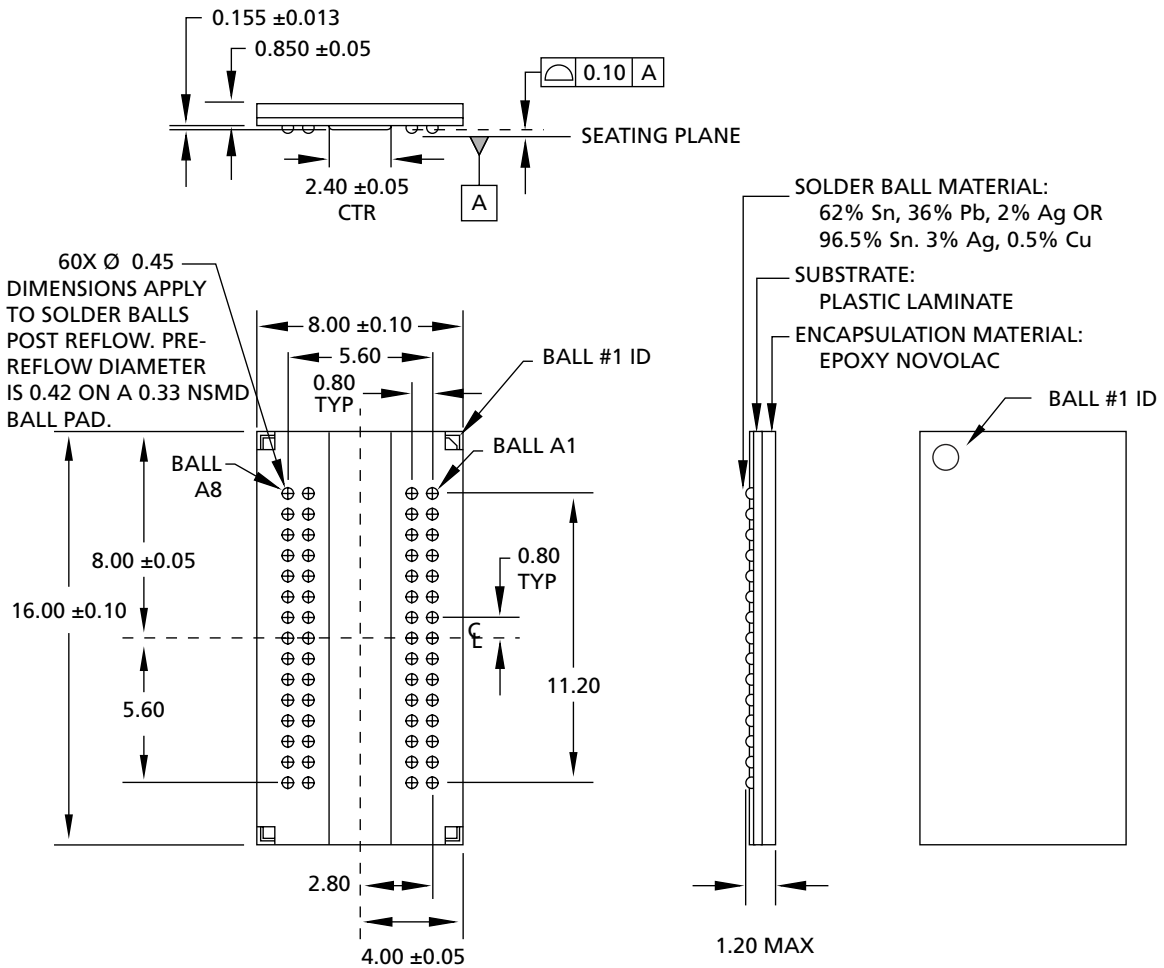 0.155 ±0.013
0.850 ±0.05
0.10 A
SEATING PLANE
2.40 ±0.05
CTR
A
SOLDER BALL MATERIAL:
62% Sn, 36% Pb, 2% Ag OR
96.5% Sn. 3% Ag, 0.5% Cu
SUBSTRATE:
PLASTIC LAMINATE
ENCAPSULATION MATERIAL:
EPOXY NOVOLAC
60X Ø 0.45
DIMENSIONS APPLY
TO SOLDER BALLS
POST REFLOW. PRE-
REFLOW DIAMETER
IS 0.42 ON A 0.33 NSMD
BALL PAD.
8.00 ±0.10
5.60
0.80
TYP
BALL #1 ID
BALL #1 ID
BALL A1
BALL
A8
8.00 ±0.05
0.80
TYP
16.00 ±0.10
CL
11.20
5.60
2.80
4.00 ±0.05
1.20 MAX